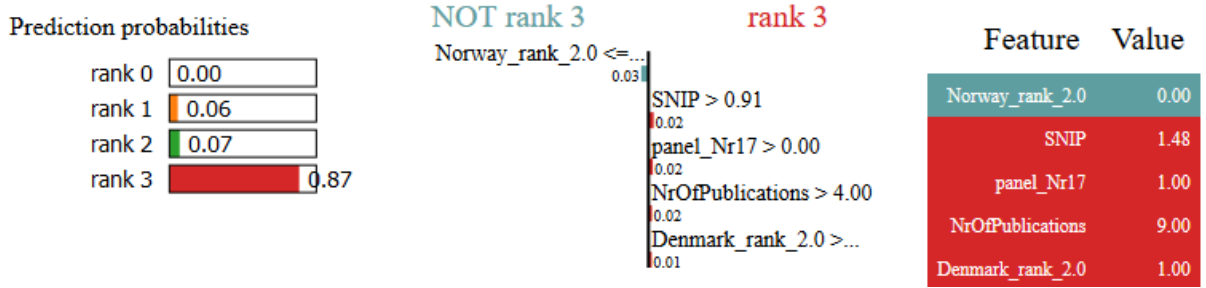 Prediction probabilities
rank 0 0.00
rank 1 0.06
rank 2 0.07
rank 3 0.87
NOT rank 3 rank 3
Norway_rank_2.0 <=...
0.03
SNIP > 0.91
0.02
panel_Nr17 > 0.00
0.02
NrOfPublications > 4.00
0.02
Denmark_rank_2.0 >...
0.01
Feature Value
Norway_rank_2.0 0.00
SNIP 1.48
panel_Nr17 1.00
NrOfPublications 9.00
Denmark_rank_2.0 1.00